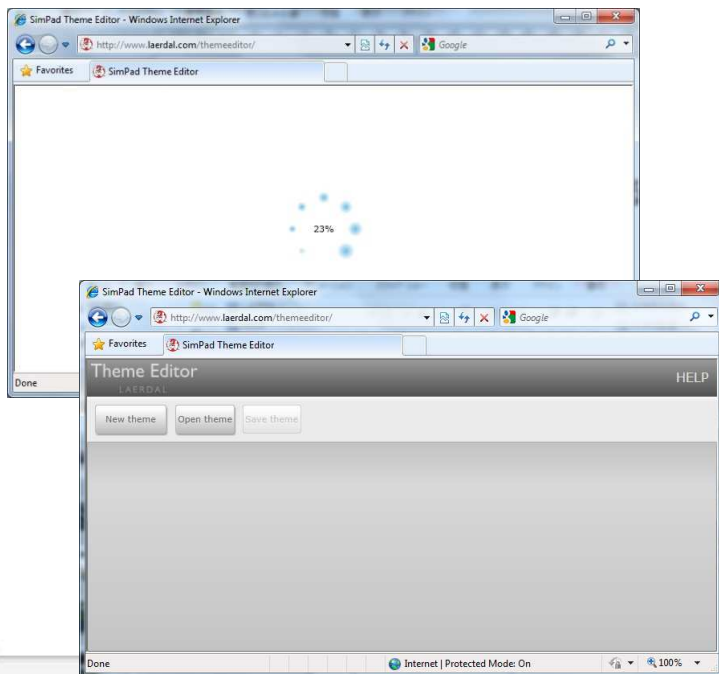 SimPad Theme Editor - Windows Internet Explorer
http://www.laerdal.com/themeeditor/
Google
Favorites
SimPad Theme Editor
23%
Done
SimPad Theme Editor - Windows Internet Explorer
http://www.laerdal.com/themeeditor/
Google
Favorites
SimPad Theme Editor
Theme Editor
LAERDAL
HELP
New theme Open theme Save theme
Done
Internet | Protected Mode: On
100%